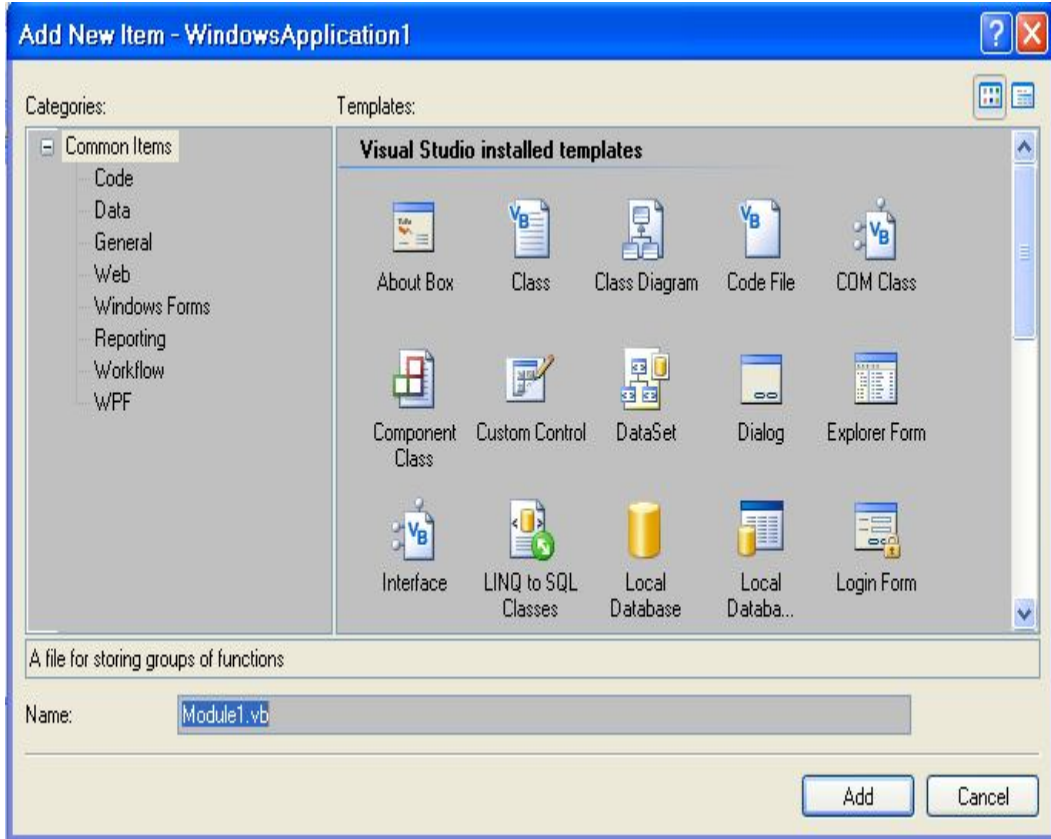 Add New Item - WindowsApplication1
Categories:
Templates:
Common Items
Code
Data
General
Web
Windows Forms
Reporting
Workflow
WPF
Visual Studio installed templates
About Box
Class
Class Diagram
Code File
COM Class
Component
Class
Custom Control
DataSet
Dialog
Explorer Form
Interface
LINQ to SQL
Classes
Local
Database
Local
Databa...
Login Form
A file for storing groups of functions
Name:
Module1.vb
Add
Cancel